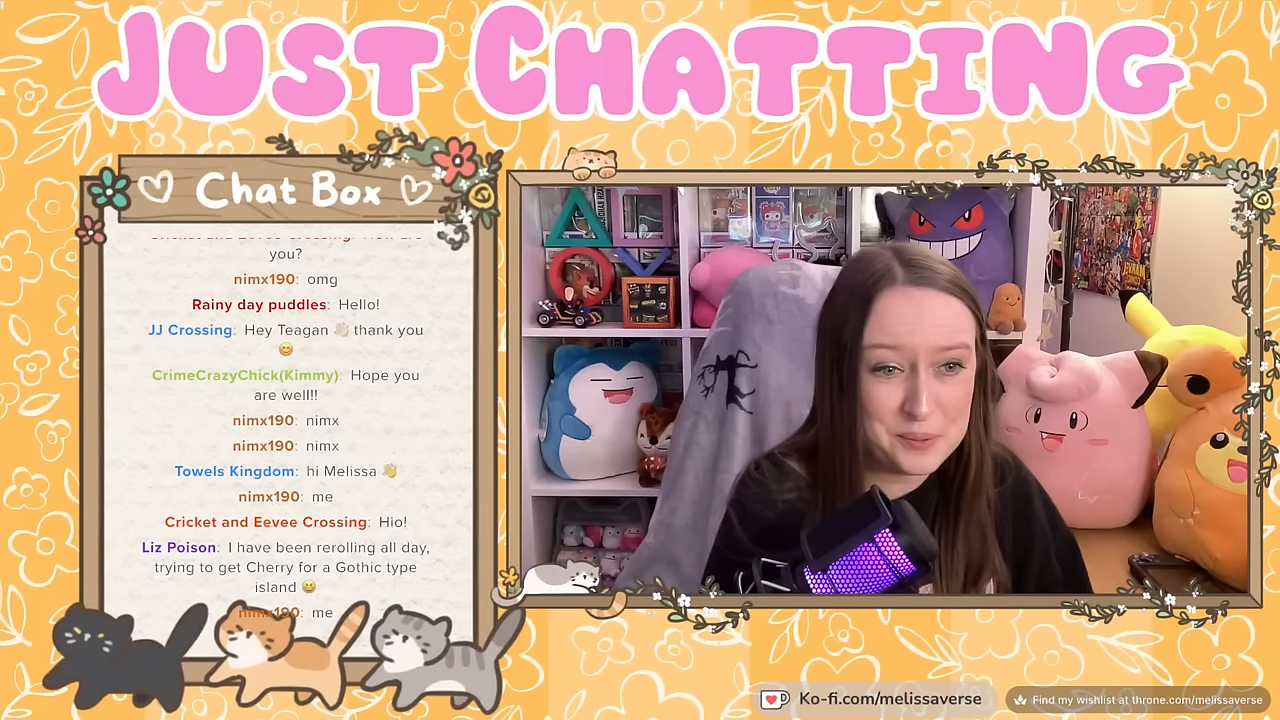 JUST CHATTING
Chat Box
you?
nimx190: omg
Rainy day puddles: Hello!
JJ Crossing: Hey Teagan 👋🏻 thank you
😊
CrimeCrazyChick(Kimmy): Hope you
are well!!
nimx190: nimx
nimx190: nimx
Towels Kingdom: hi Melissa 👋
nimx190: me
Cricket and Eevee Crossing: Hio!
Liz Poison: I have been rerolling all day,
trying to get Cherry for a Gothic type
island 😆
nimx190: me
Ko-fi.com/melissaverse
Find my wishlist at throne.com/melissaverse